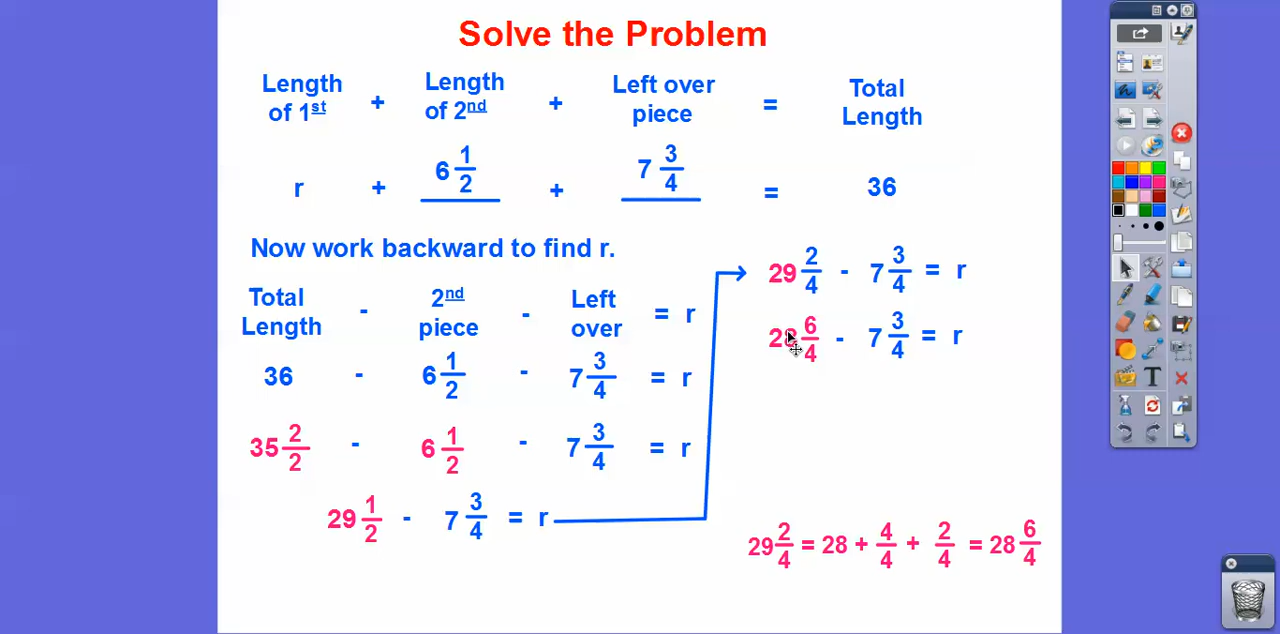 Solve the Problem
Length of 1st + Length of 2nd + Left over piece = Total Length
r + 6 1/2 + 7 3/4 = 36
Now work backward to find r.
Total Length - 2nd piece - Left over = r
36 - 6 1/2 - 7 3/4 = r
35 2/2 - 6 1/2 - 7 3/4 = r
29 1/2 - 7 3/4 = r
29 2/4 - 7 3/4 = r
28 6/4 - 7 3/4 = r
29 2/4 = 28 + 4/4 + 2/4 = 28 6/4